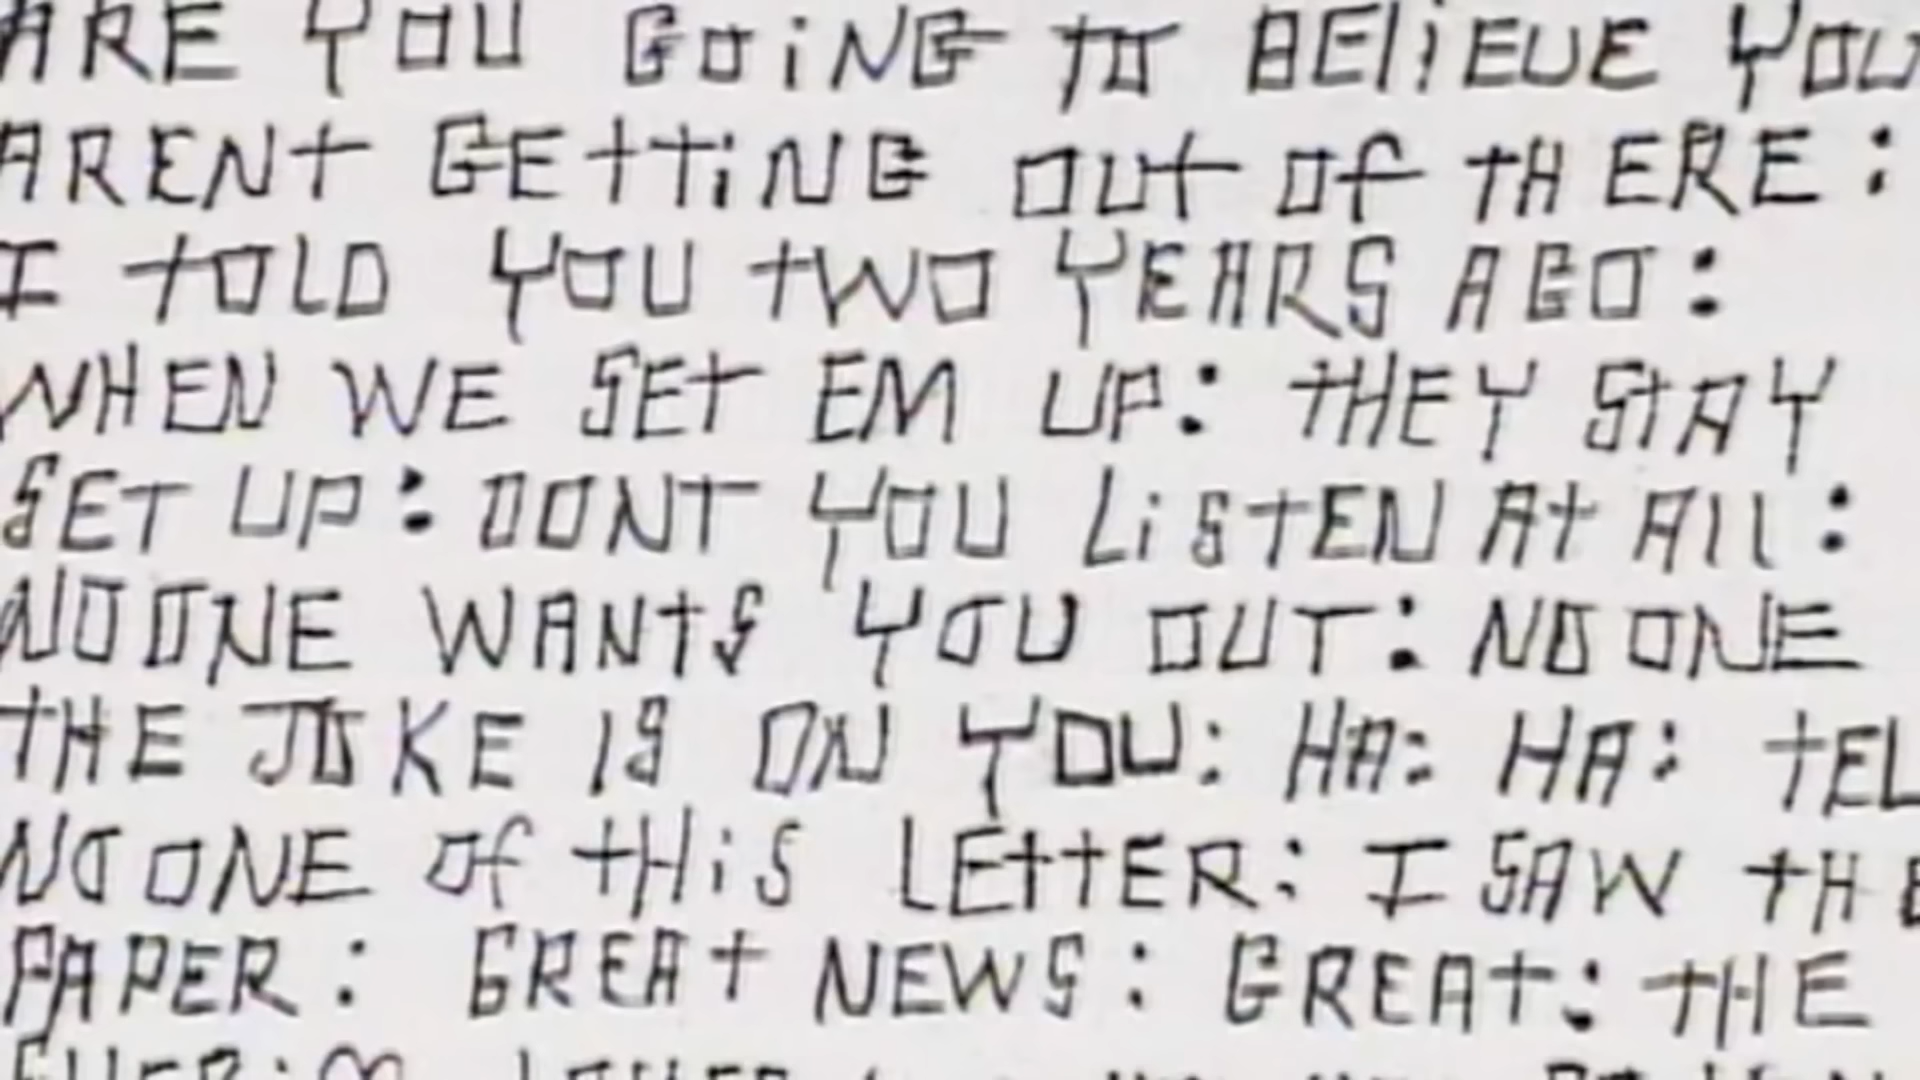 ARE YOU GOiNG tO BEliEVE YOU
ARENt GEttiNG OUt Of tHERE:
I tOLD YOU tWO YEARS AGO:
WHEN WE SEt EM UP: tHEY StAY
SET UP: DONT YOU LiStEN At All:
NOONE WANtS YOU OUT: NOONE
tHE JOKE IS ON YOU: HA: HA: tEL
NOONE Of tHiS LEttER: I SAW tHE
PAPER: GREAt NEWS: GREAt: tHE